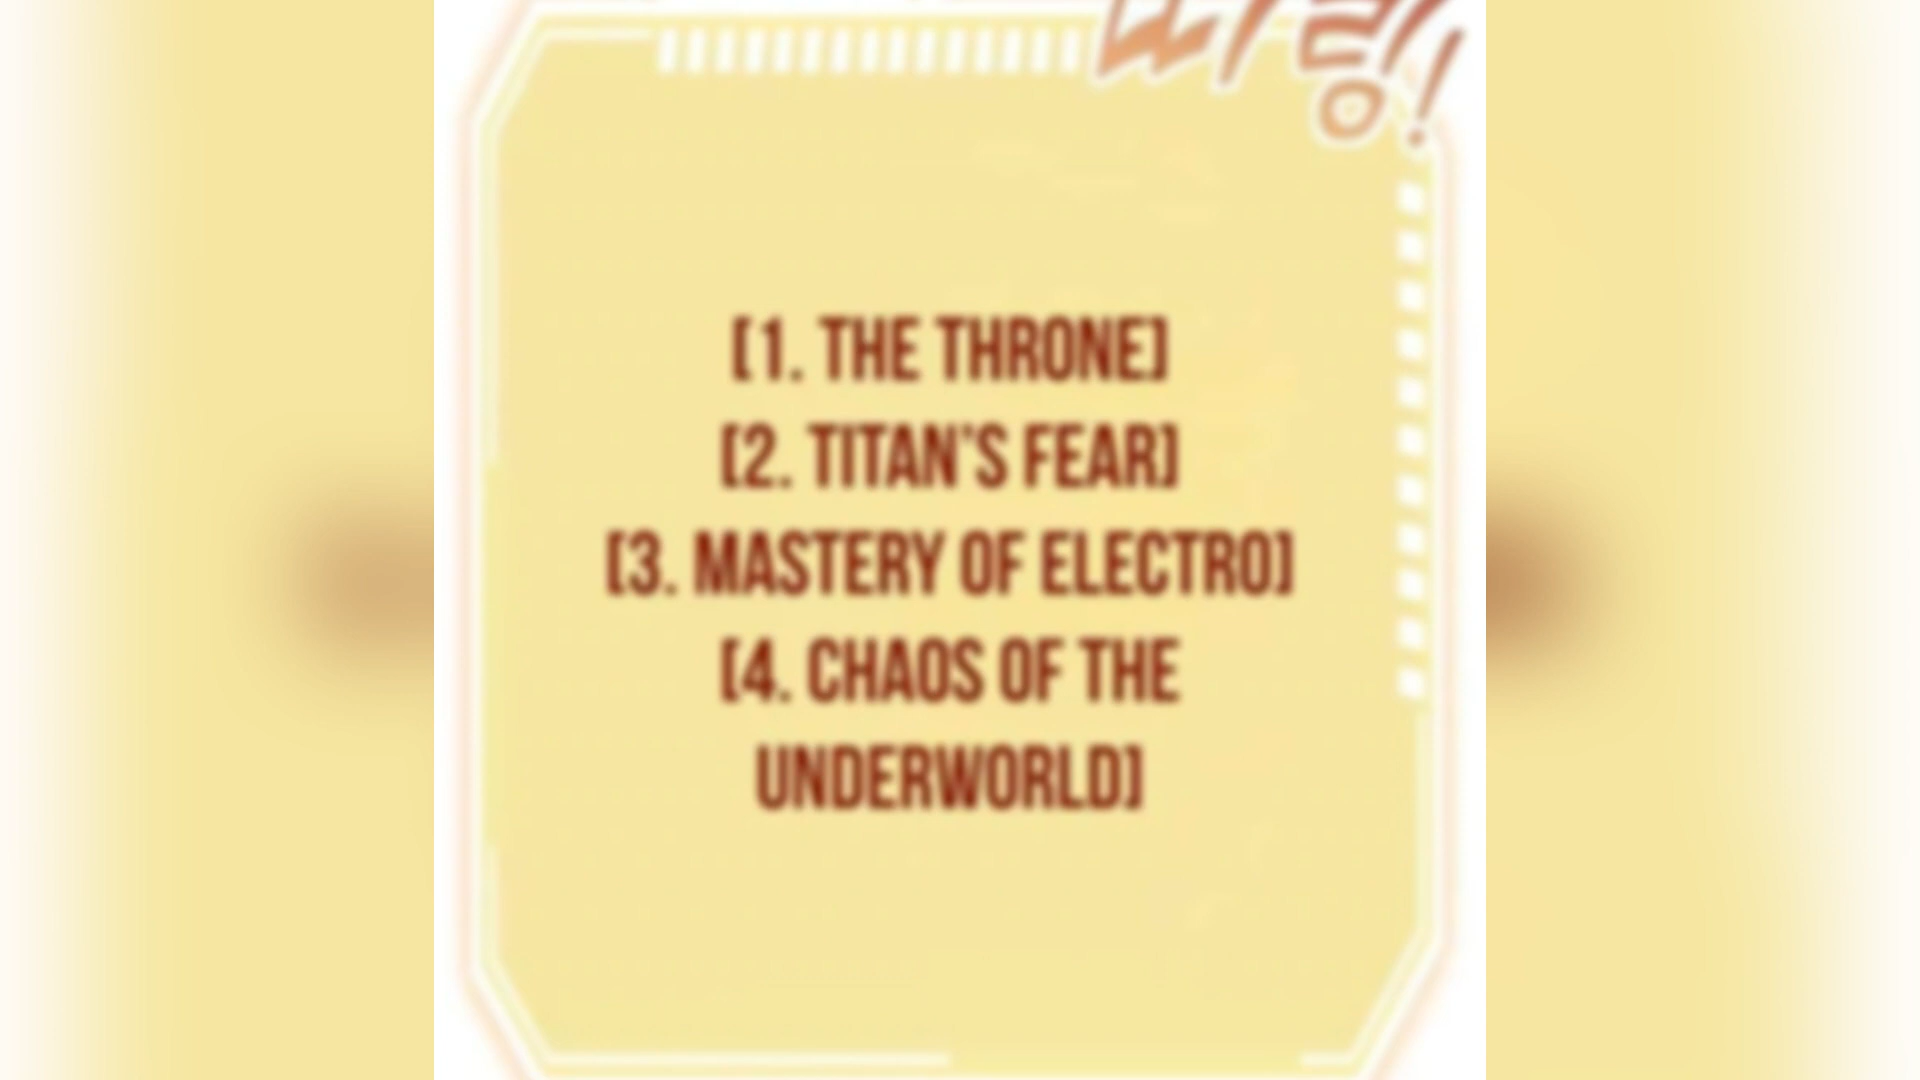 [1. THE THRONE]
[2. TITAN'S FEAR]
[3. MASTERY OF ELECTRO]
[4. CHAOS OF THE
UNDERWORLD]